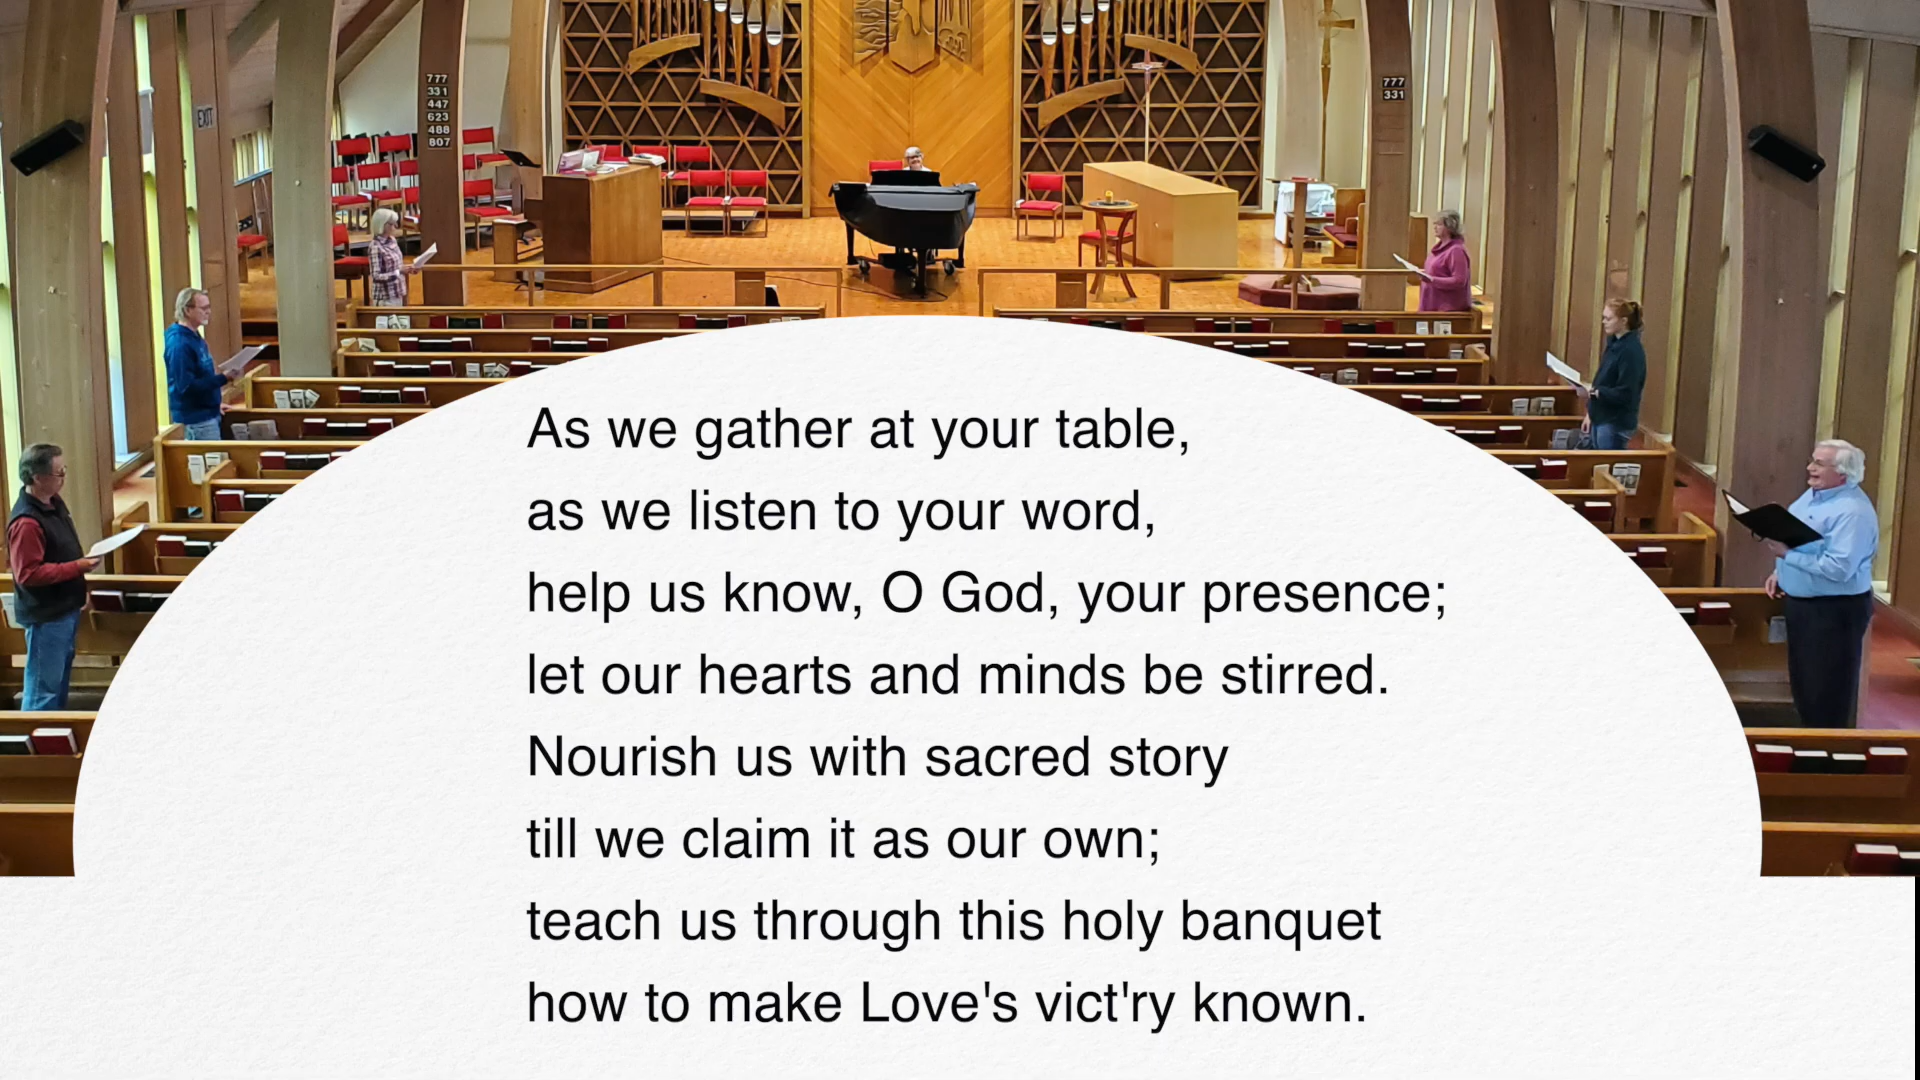 777
331
447
623
488
807
777
331
EXIT
As we gather at your table,
as we listen to your word,
help us know, O God, your presence;
let our hearts and minds be stirred.
Nourish us with sacred story
till we claim it as our own;
teach us through this holy banquet
how to make Love's vict'ry known.